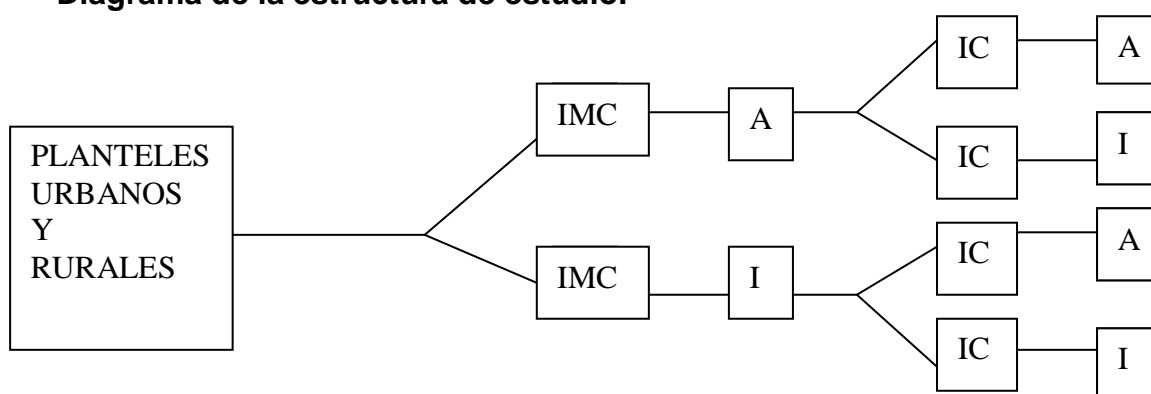 Diagrama de la estructura de estudio.
PLANTELES
URBANOS
Y
RURALES
IMC
A
IC
A
IC
I
IMC
I
IC
A
IC
I